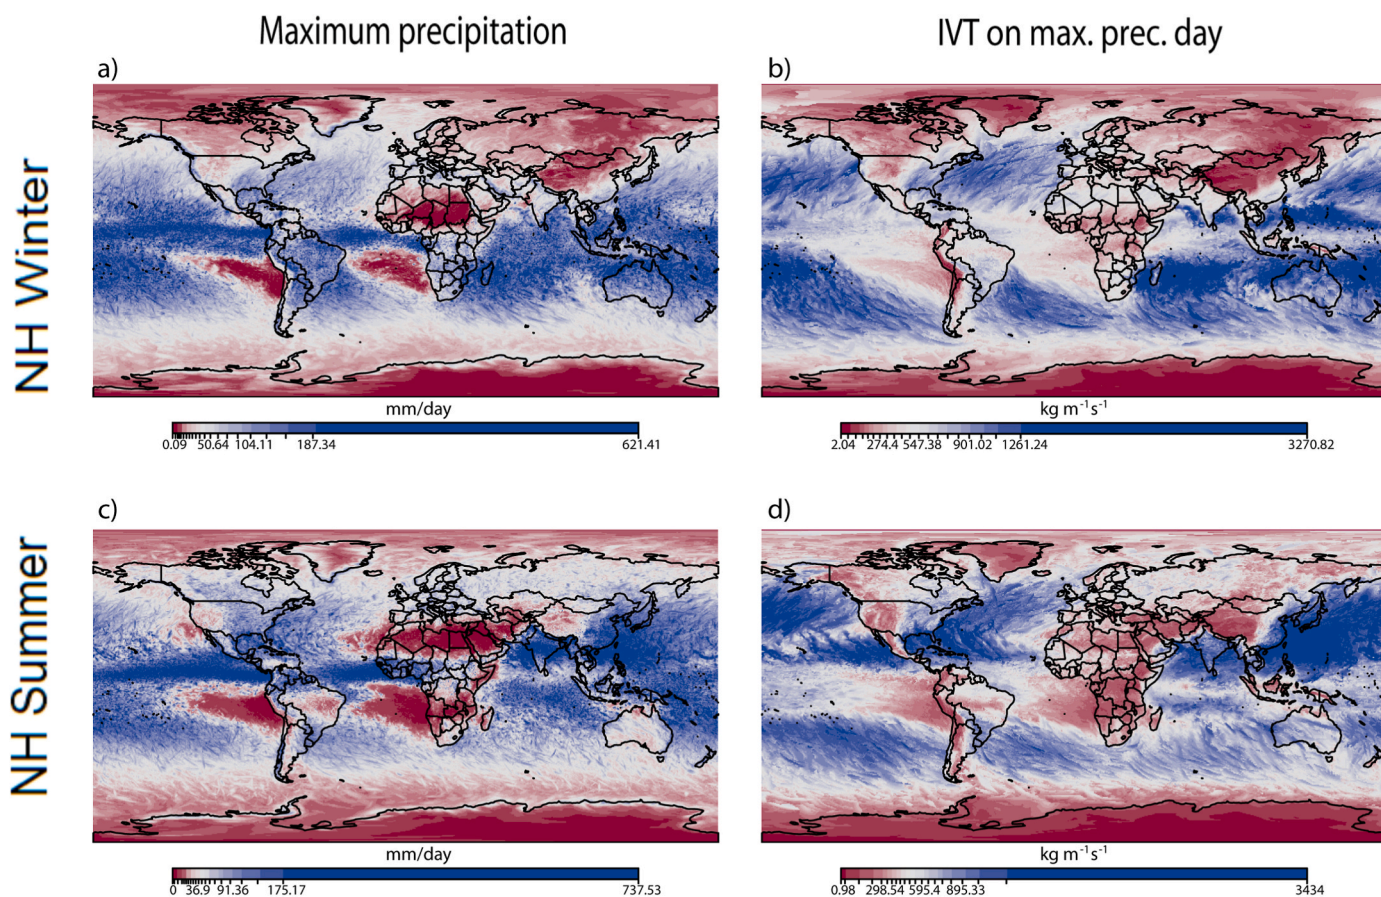 Maximum precipitation
IVT on max. prec. day
NH Winter
a)
b)
mm/day
0.09 50.64 104.11 187.34 621.41
kg m⁻¹s⁻¹
2.04 274.4 547.38 901.02 1261.24 3270.82
NH Summer
c)
d)
mm/day
0 36.9 91.36 175.17 737.53
kg m⁻¹s⁻¹
0.98 298.54 595.4 895.33 3434